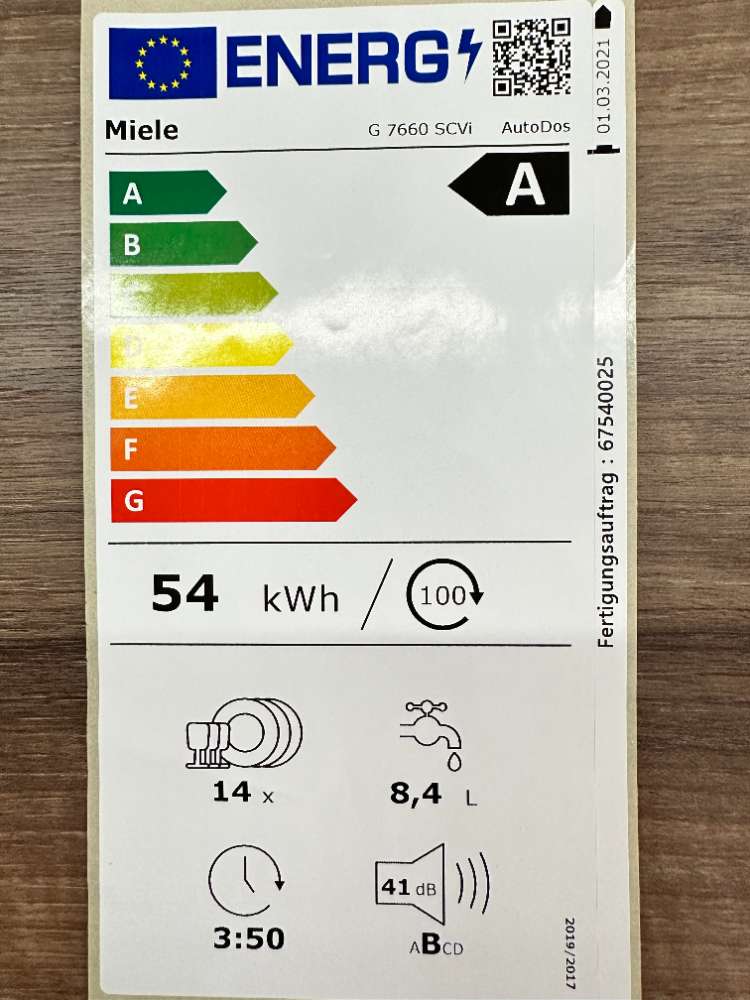 ENERG
Miele G 7660 SCVi AutoDos
A
A
B
D
E
F
G
54 kWh / 100
14 x 8,4 L
3:50 41 dB
ABCD
01.03.2021
Fertigungsauftrag : 67540025
2019/2017